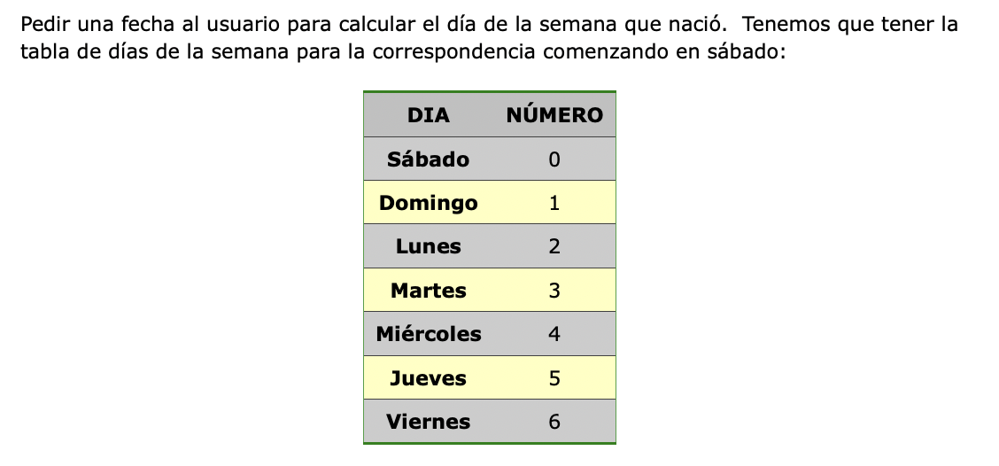 Pedir una fecha al usuario para calcular el día de la semana que nació.  Tenemos que tener la
tabla de días de la semana para la correspondencia comenzando en sábado:
DIA NÚMERO
Sábado 0
Domingo 1
Lunes 2
Martes 3
Miércoles 4
Jueves 5
Viernes 6